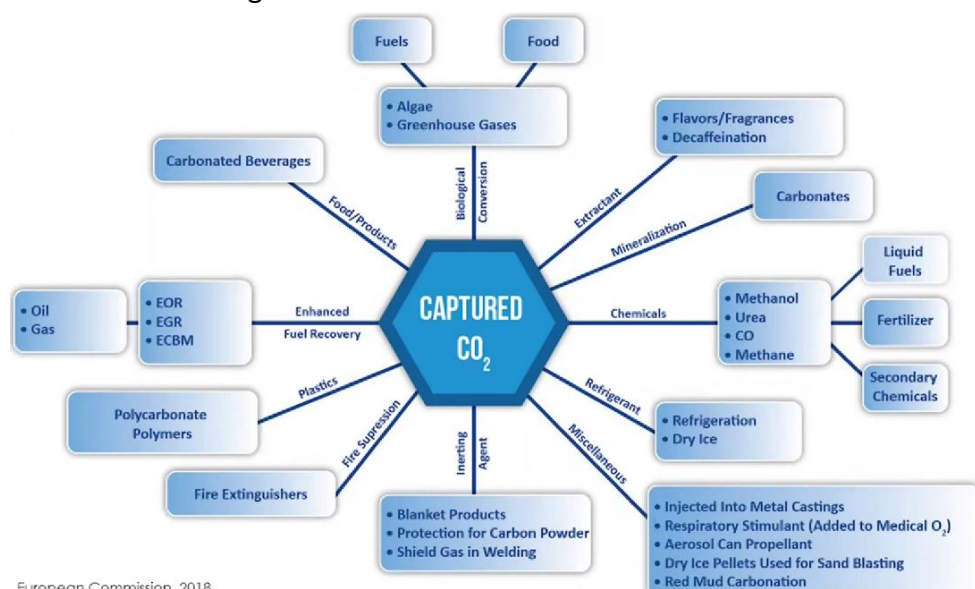 Fuels
Food
• Algae
• Greenhouse Gases
• Flavors/Fragrances
• Decaffeination
Carbonated Beverages
Biological
Conversion
Food/Products
Extractant
Mineralization
Carbonates
Liquid
Fuels
• Oil
• Gas
• EOR
• EGR
• ECBM
Enhanced
Fuel Recovery
CAPTURED
CO2
Chemicals
• Methanol
• Urea
• CO
• Methane
Fertilizer
Secondary
Chemicals
Plastics
Polycarbonate
Polymers
Refrigerant
• Refrigeration
• Dry Ice
Fire Supression
Fire Extinguishers
Inerting
Agent
Miscellaneous
• Blanket Products
• Protection for Carbon Powder
• Shield Gas in Welding
• Injected Into Metal Castings
• Respiratory Stimulant (Added to Medical O2)
• Aerosol Can Propellant
• Dry Ice Pellets Used for Sand Blasting
• Red Mud Carbonation
European Commission, 2018